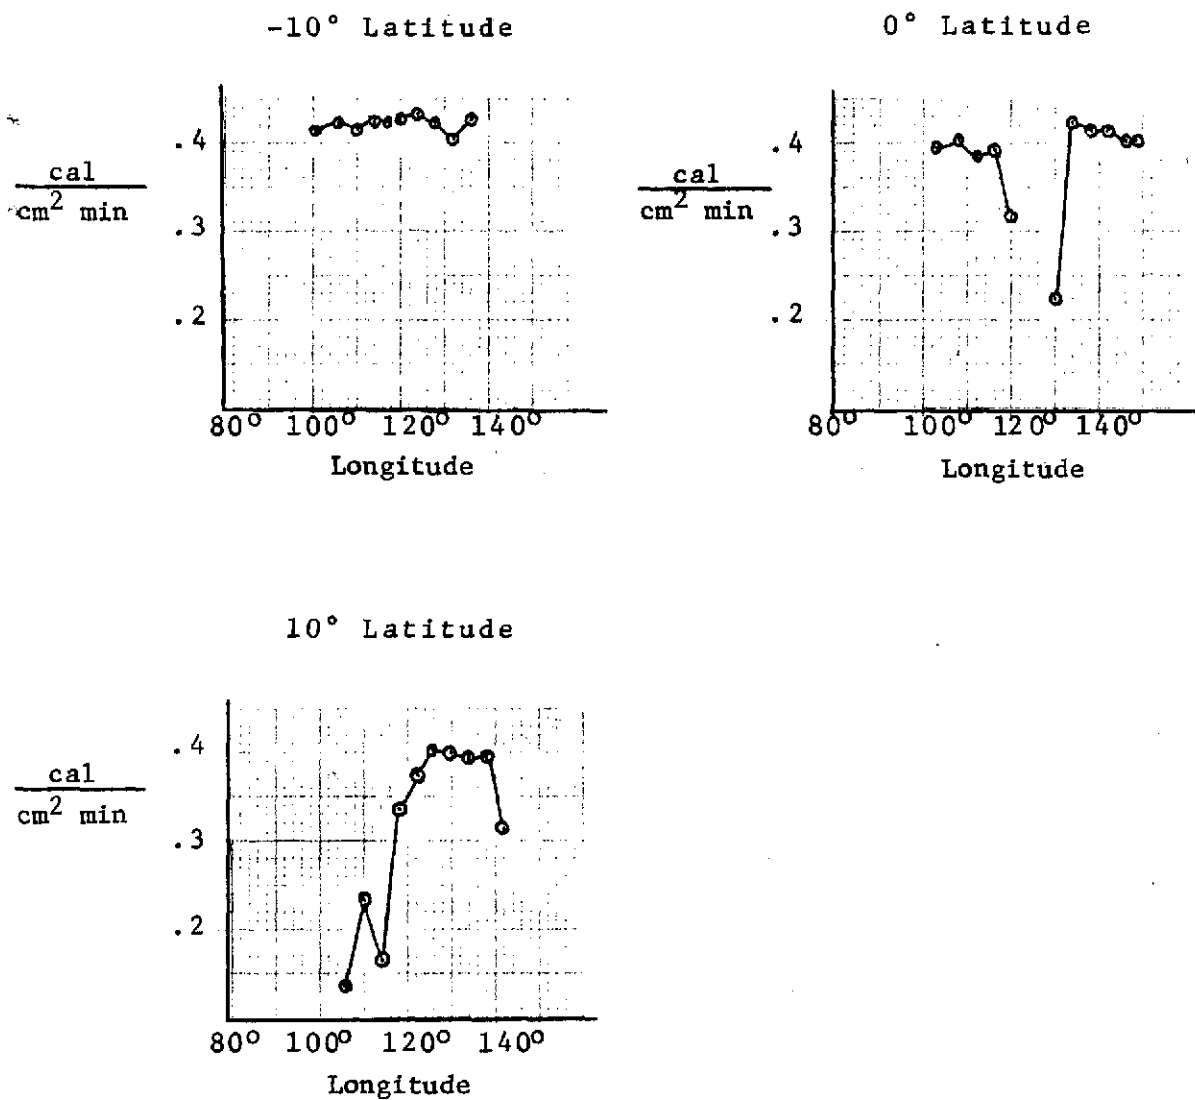 -10° Latitude
.4
cal
cm² min
.3
.2
80° 100° 120° 140°
Longitude
0° Latitude
.4
cal
cm² min
.3
.2
80° 100° 120° 140°
Longitude
10° Latitude
.4
cal
cm² min
.3
.2
80° 100° 120° 140°
Longitude